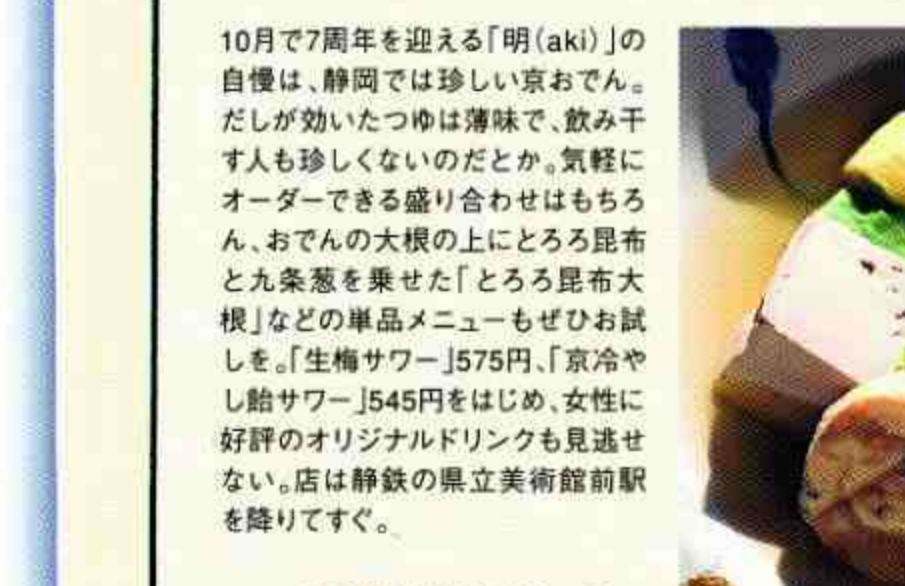 10月で7周年を迎える「明(aki)」の
自慢は、静岡では珍しい京おでん。
だしが効いたつゆは薄味で、飲み干
す人も珍しくないのだとか。気軽に
オーダーできる盛り合わせはもちろ
ん、おでんの大根の上にとろろ昆布
と九条葱を乗せた「とろろ昆布大
根」などの単品メニューもぜひお試
しを。「生梅サワー」575円、「京冷や
し飴サワー」545円をはじめ、女性に
好評のオリジナルドリンクも見逃せ
ない。店は静鉄の県立美術館前駅
を降りてすぐ。